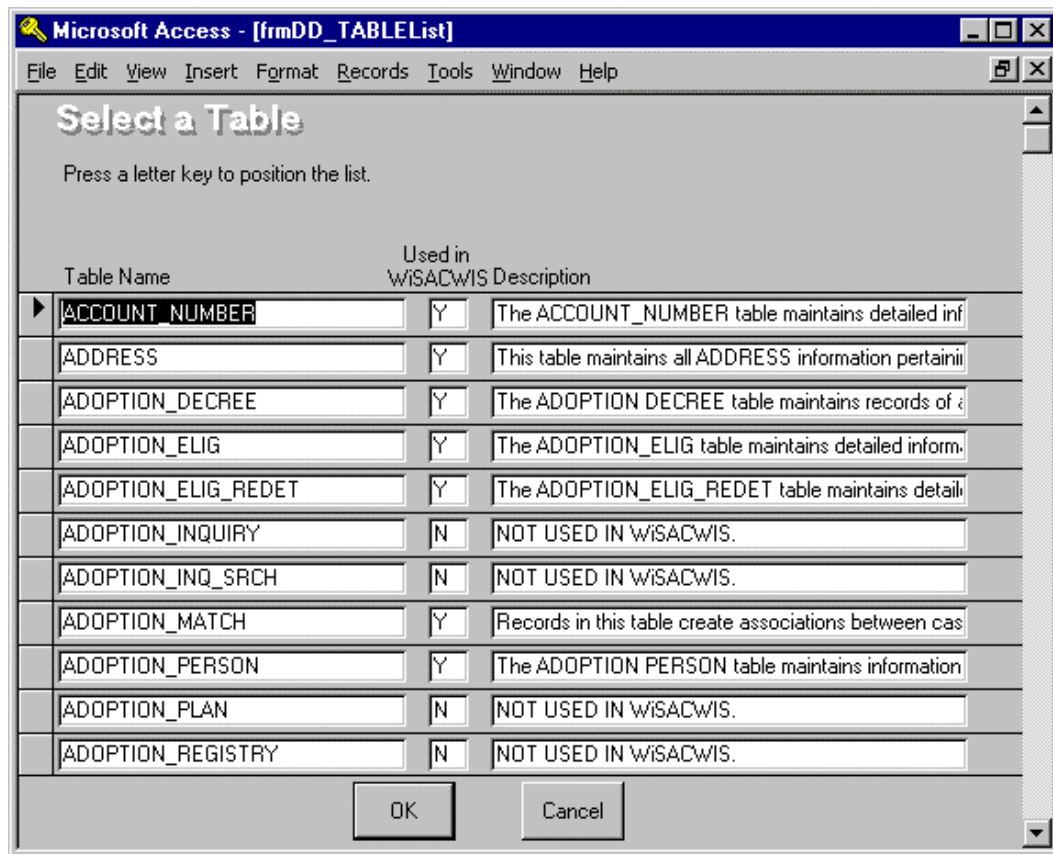 Microsoft Access - [frmDD_TABLEList]
File Edit View Insert Format Records Tools Window Help
Select a Table
Press a letter key to position the list.
Used in
Table Name WiSACWIS Description
ACCOUNT_NUMBER Y The ACCOUNT_NUMBER table maintains detailed inf
ADDRESS Y This table maintains all ADDRESS information pertaini
ADOPTION_DECREE Y The ADOPTION DECREE table maintains records of a
ADOPTION_ELIG Y The ADOPTION_ELIG table maintains detailed inform
ADOPTION_ELIG_REDET Y The ADOPTION_ELIG_REDET table maintains detail
ADOPTION_INQUIRY N NOT USED IN WiSACWIS.
ADOPTION_INQ_SRCH N NOT USED IN WiSACWIS.
ADOPTION_MATCH Y Records in this table create associations between cas
ADOPTION_PERSON Y The ADOPTION PERSON table maintains information
ADOPTION_PLAN N NOT USED IN WiSACWIS.
ADOPTION_REGISTRY N NOT USED IN WiSACWIS.
OK Cancel